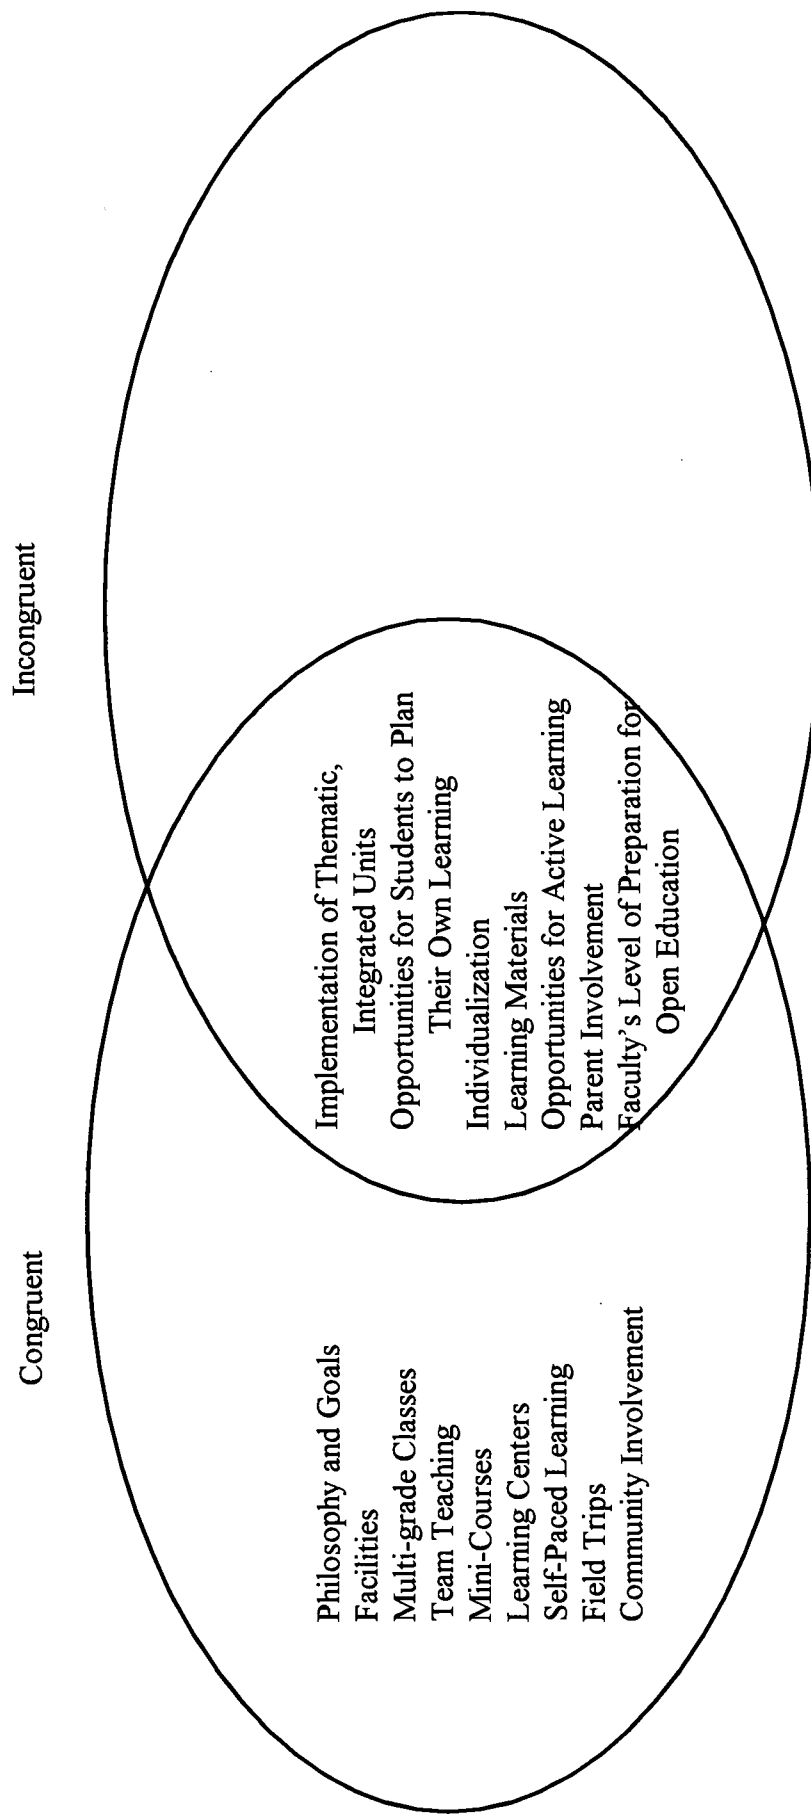 Congruent
Incongruent
Philosophy and Goals
Facilities
Multi-grade Classes
Team Teaching
Mini-Courses
Learning Centers
Self-Paced Learning
Field Trips
Community Involvement
Implementation of Thematic,
Integrated Units
Opportunities for Students to Plan
Their Own Learning
Individualization
Learning Materials
Opportunities for Active Learning
Parent Involvement
Faculty's Level of Preparation for
Open Education